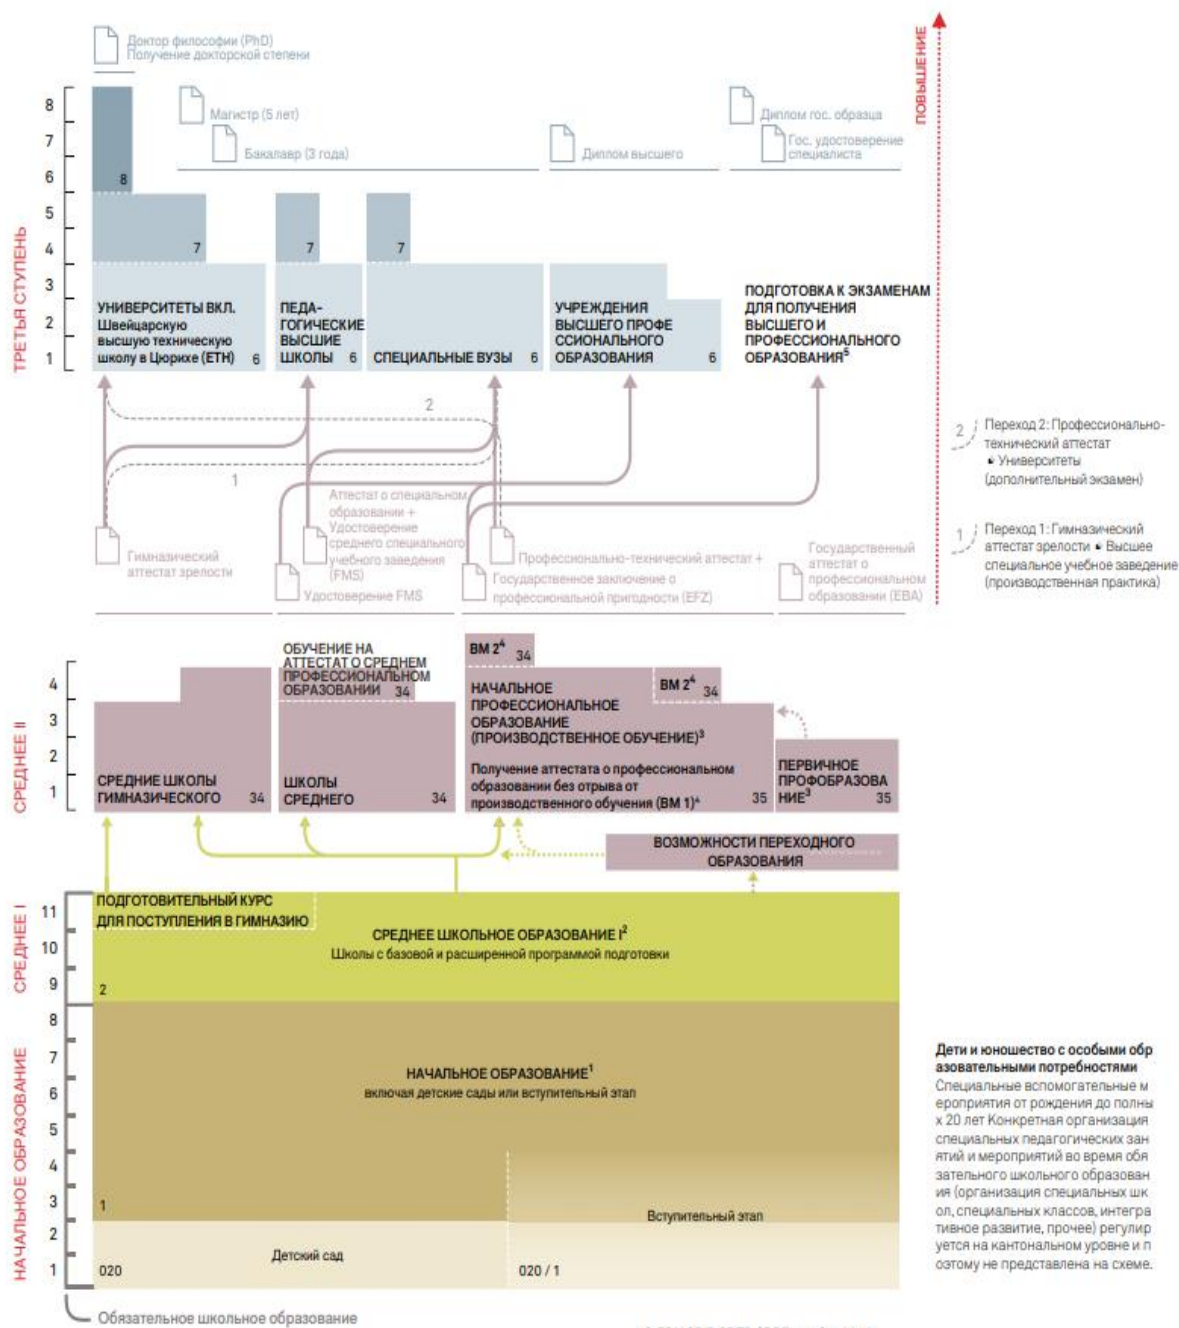 Доктор философии (PhD)
Получение докторской степени
ПОВЫШЕНИЕ
Магистр (5 лет)
Бакалавр (3 года)
Диплом высшего
Диплом гос. образца
Гос. удостоверение
специалиста
ТРЕТЬЯ СТУПЕНЬ
8
7
6
5
4
3
2
1
8
7
7
7
УНИВЕРСИТЕТЫ ВКЛ.
Швейцарскую
высшую техническую
школу в Цюрихе (ETH) 6
ПЕДА-
ГОГИЧЕСКИЕ
ВЫСШИЕ
ШКОЛЫ 6
СПЕЦИАЛЬНЫЕ ВУЗЫ 6
УЧРЕЖДЕНИЯ
ВЫСШЕГО ПРОФЕ
ССИОНАЛЬНОГО
ОБРАЗОВАНИЯ 6
ПОДГОТОВКА К ЭКЗАМЕНАМ
ДЛЯ ПОЛУЧЕНИЯ
ВЫСШЕГО И
ПРОФЕССИОНАЛЬНОГО
ОБРАЗОВАНИЯ⁵
2
1
2
Переход 2: Профессионально-
технический аттестат
Университеты
(дополнительный экзамен)
1
Переход 1: Гимназический
аттестат зрелости Высшее
специальное учебное заведение
(производственная практика)
Гимназический
аттестат зрелости
Аттестат о специальном
образовании +
Удостоверение
среднего специального
учебного заведения
(FMS)
Удостоверение FMS
Профессионально-технический аттестат +
Государственное заключение о
профессиональной пригодности (EFZ)
Государственный
аттестат о
профессиональном
образовании (EBA)
СРЕДНЕЕ II
4
3
2
1
СРЕДНИЕ ШКОЛЫ
ГИМНАЗИЧЕСКОГО 34
ОБУЧЕНИЕ НА
АТТЕСТАТ О СРЕДНЕМ
ПРОФЕССИОНАЛЬНОМ
ОБРАЗОВАНИИ 34
ШКОЛЫ
СРЕДНЕГО 34
BM 2⁴ 34
НАЧАЛЬНОЕ
ПРОФЕССИОНАЛЬНОЕ
ОБРАЗОВАНИЕ
(ПРОИЗВОДСТВЕННОЕ ОБУЧЕНИЕ)³
BM 2⁴ 34
Получение аттестата о профессиональном
образовании без отрыва от
производственного обучения (BM 1)⁴ 35
ПЕРВИЧНОЕ
ПРОФОБРАЗОВА
НИЕ³ 35
ВОЗМОЖНОСТИ ПЕРЕХОДНОГО
ОБРАЗОВАНИЯ
СРЕДНЕЕ I
11
10
9
ПОДГОТОВИТЕЛЬНЫЙ КУРС
ДЛЯ ПОСТУПЛЕНИЯ В ГИМНАЗИЮ
СРЕДНЕЕ ШКОЛЬНОЕ ОБРАЗОВАНИЕ I²
Школы с базовой и расширенной программой подготовки
2
НАЧАЛЬНОЕ ОБРАЗОВАНИЕ
8
7
6
5
4
3
2
1
НАЧАЛЬНОЕ ОБРАЗОВАНИЕ¹
включая детские сады или вступительный этап
1
Вступительный этап
Детский сад
020
020 / 1
Обязательное школьное образование
Дети и юношество с особыми обр
азовательными потребностями
Специальные вспомогательные м
ероприятия от рождения до полны
х 20 лет Конкретная организация
специальных педагогических зан
ятий и мероприятий во время обя
зательного школьного образован
ия (организация специальных шк
ол, специальных классов, интегра
тивное развитие, прочее) регулир
уется на кантональном уровне и п
оэтому не представлена на схеме.